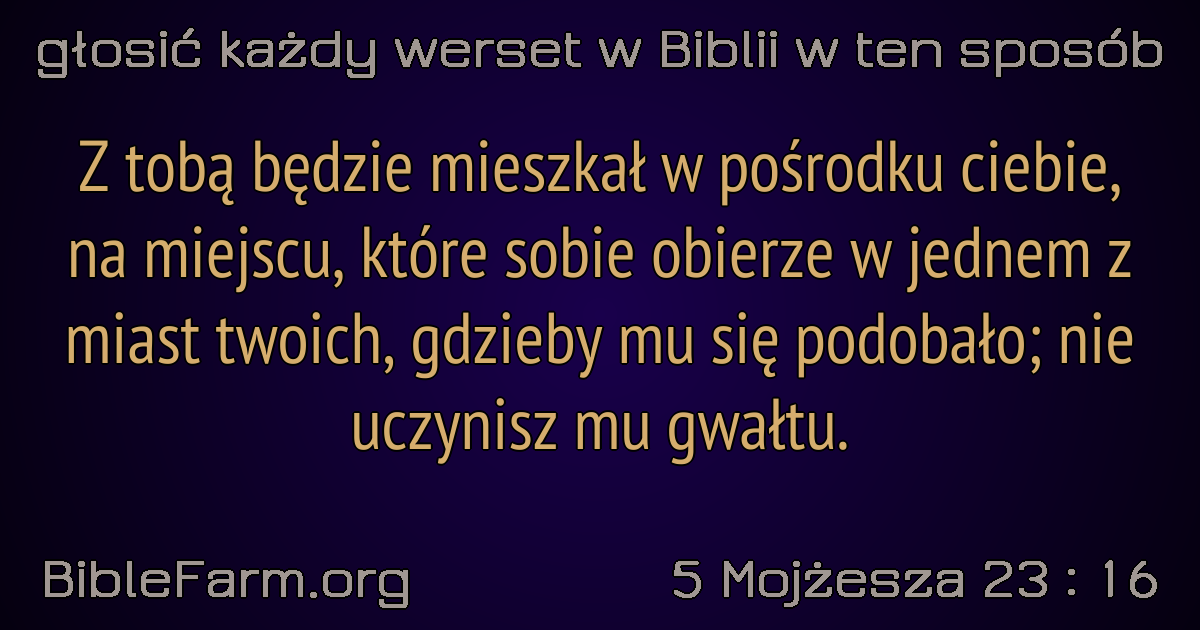 głosić każdy werset w Biblii w ten sposób
Z tobą będzie mieszkał w pośrodku ciebie,
na miejscu, które sobie obierze w jednem z
miast twoich, gdzieby mu się podobało; nie
uczynisz mu gwałtu.
BibleFarm.org
5 Mojżesza 23 : 16